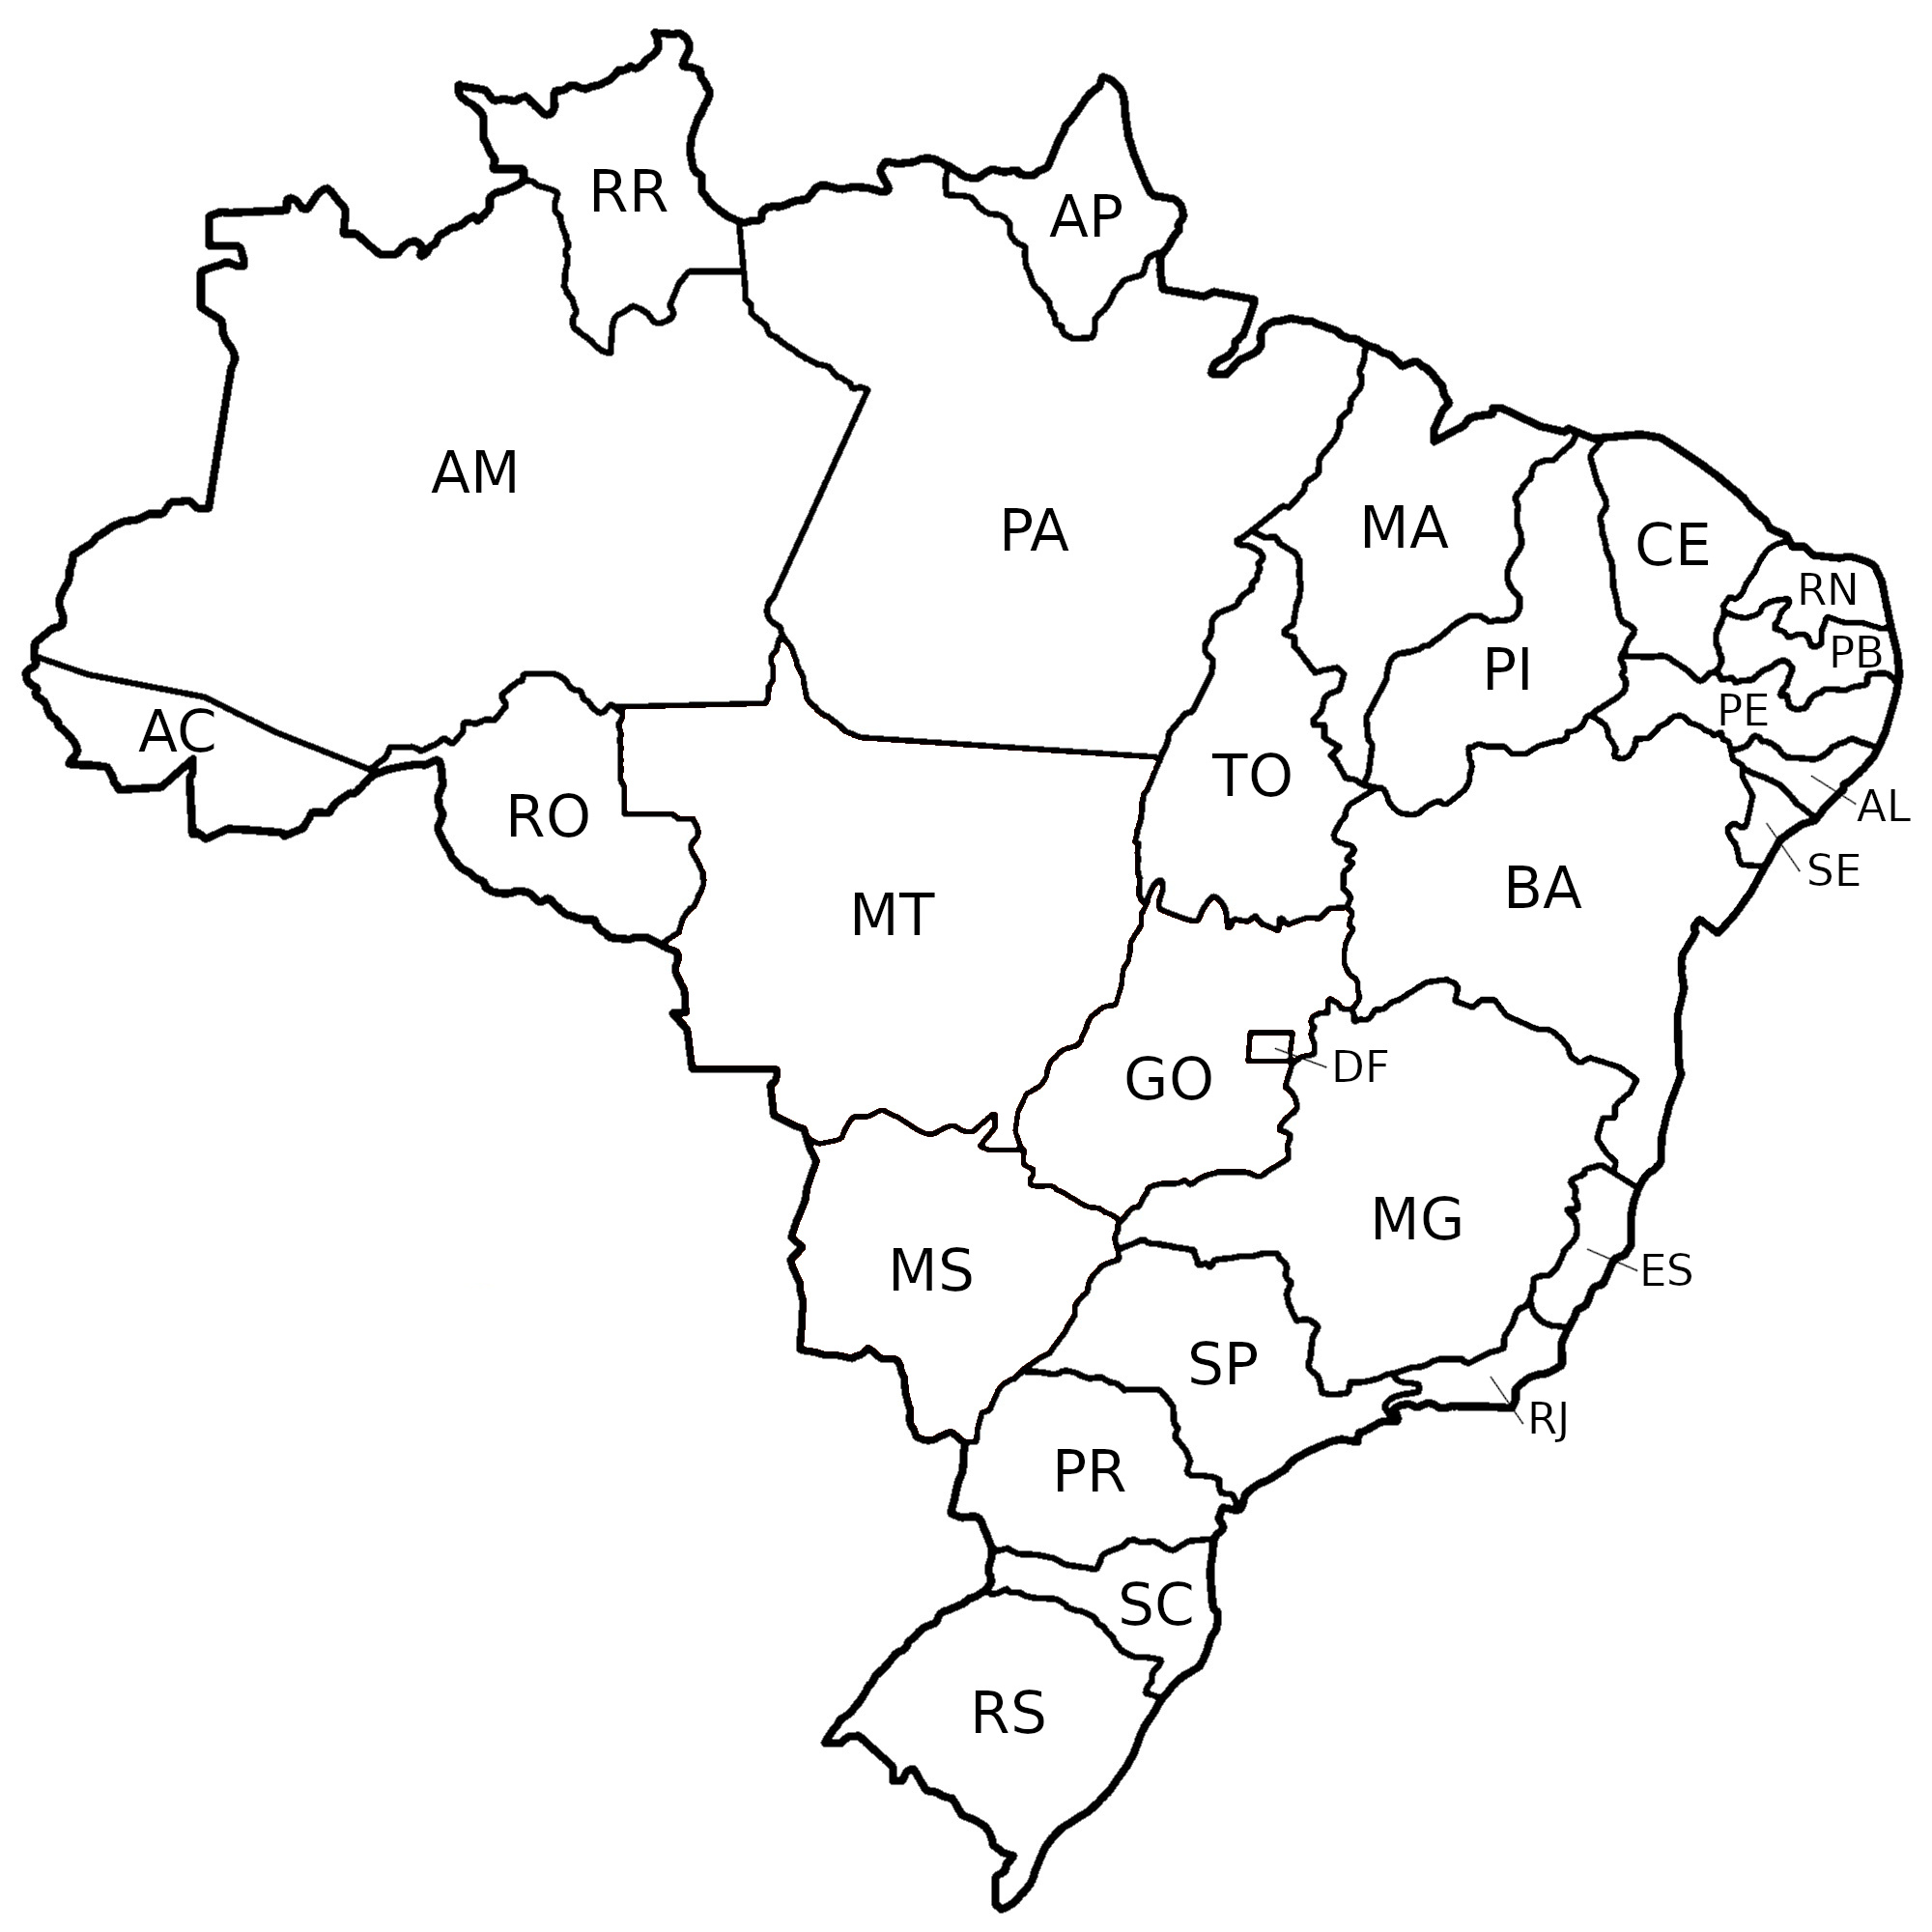 RR
AP
AM
PA
MA
CE
RN
PB
PI
PE
AC
TO
AL
RO
SE
BA
MT
DF
GO
MG
MS
ES
SP
RJ
PR
SC
RS